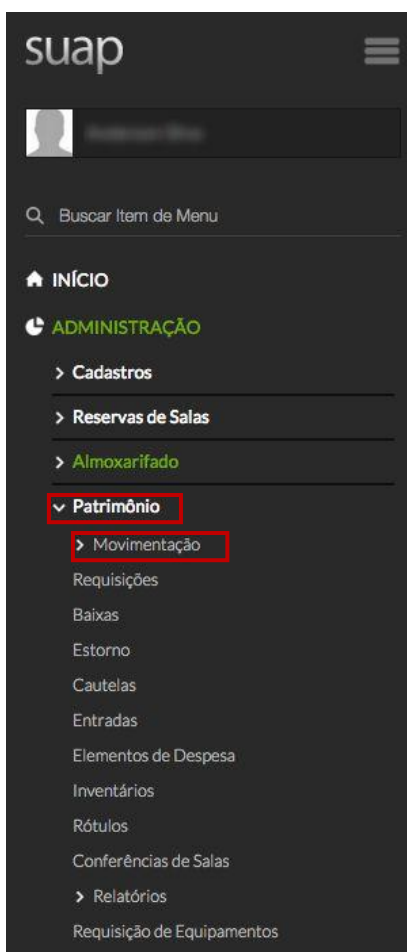 suap
Buscar Item de Menu
INÍCIO
ADMINISTRAÇÃO
Cadastros
Reservas de Salas
Almoxarifado
Patrimônio
Movimentação
Requisições
Baixas
Estorno
Cautelas
Entradas
Elementos de Despesa
Inventários
Rótulos
Conferências de Salas
Relatórios
Requisição de Equipamentos